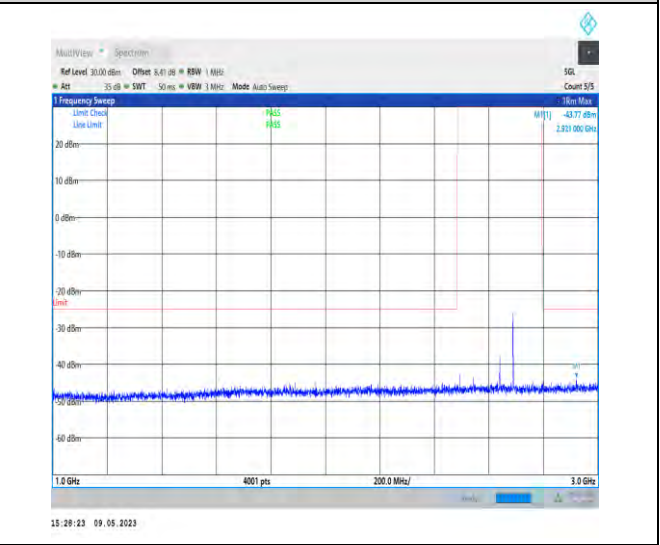 MultiView Spectrum
Ref Level 30.00 dBm Offset 8.41 dB RBW 1 MHz SGL
Att 35 dB SWT 50 ms VBW 3 MHz Mode Auto Sweep Count 5/5
1 Frequency Sweep 1Rm Max
Limit Check PASS M1[1] -43.77 dBm
Line Limit PASS 2.921 000 GHz
20 dBm
10 dBm
0 dBm
-10 dBm
-20 dBm
Limit
-30 dBm
-40 dBm
M1
-50 dBm
-60 dBm
1.0 GHz 4001 pts 200.0 MHz/ 3.0 GHz
15:28:23 09.05.2023